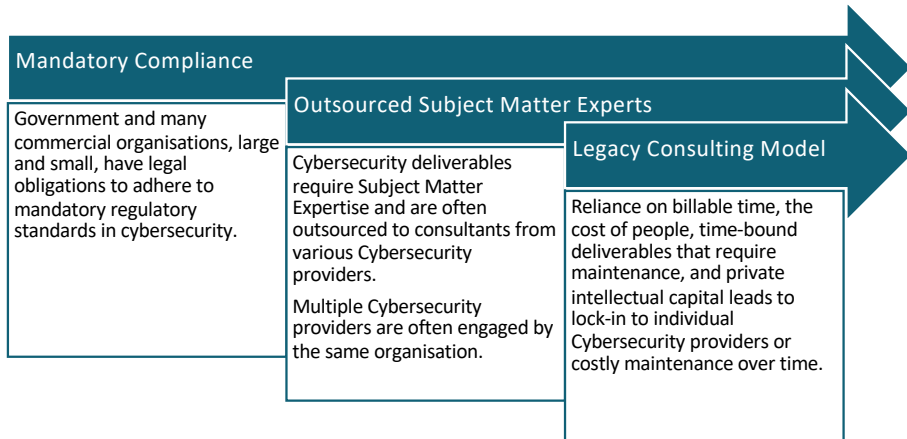 Mandatory Compliance
Government and many
commercial organisations, large
and small, have legal
obligations to adhere to
mandatory regulatory
standards in cybersecurity.
Outsourced Subject Matter Experts
Cybersecurity deliverables
require Subject Matter
Expertise and are often
outsourced to consultants from
various Cybersecurity
providers.
Multiple Cybersecurity
providers are often engaged by
the same organisation.
Legacy Consulting Model
Reliance on billable time, the
cost of people, time-bound
deliverables that require
maintenance, and private
intellectual capital leads to
lock-in to individual
Cybersecurity providers or
costly maintenance over time.